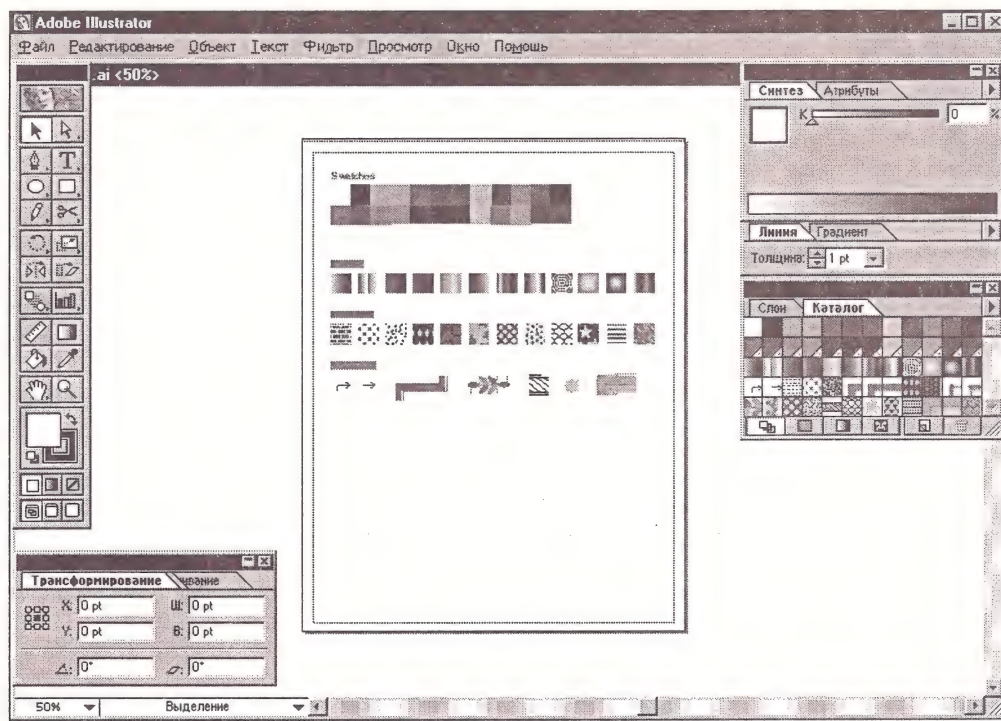 Adobe Illustrator
Файл Редактирование Объект Текст Фильтр Просмотр Окно Помощь
.ai <50%>
Синтез Атрибуты
K 0 %
Swatches
Линия Градиент
Толщина: 1 pt
Слои Каталог
Трансформирование
X: 0 pt Ш: 0 pt
Y: 0 pt В: 0 pt
0° 0°
50% Выделение